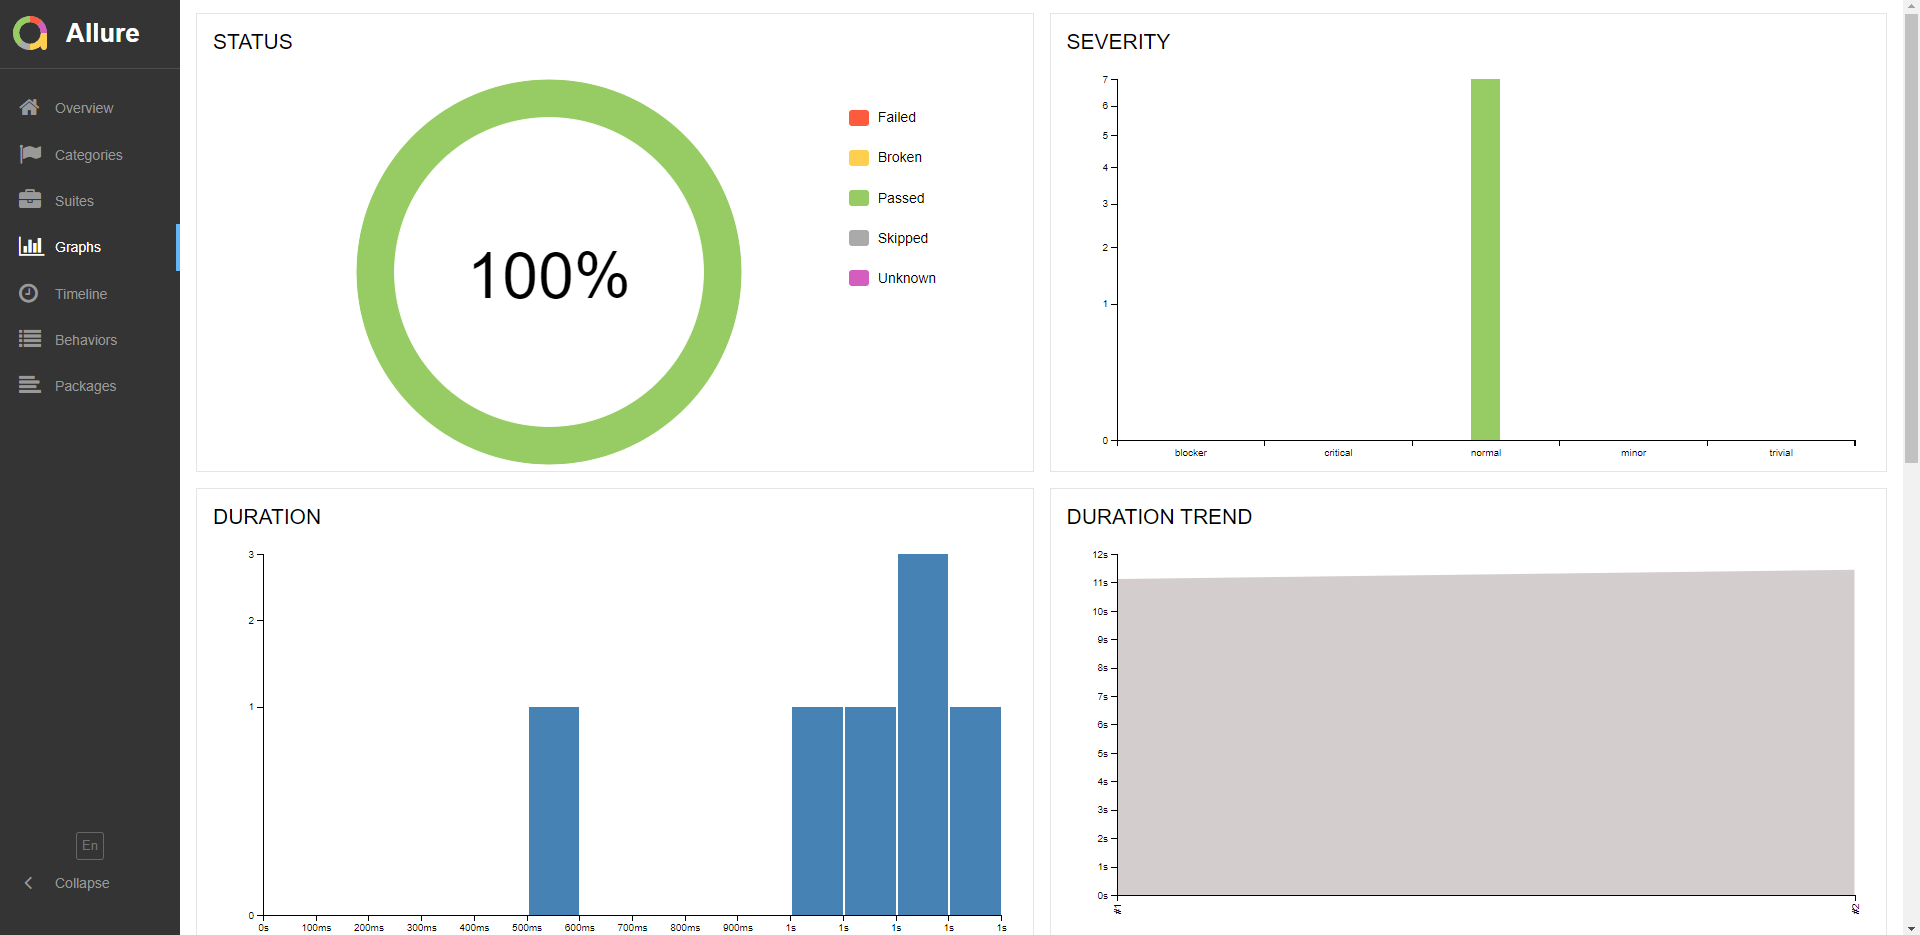 Allure
Overview
Categories
Suites
Graphs
Timeline
Behaviors
Packages
En
Collapse
STATUS
100%
Failed
Broken
Passed
Skipped
Unknown
SEVERITY
7
6
5
4
3
2
1
0
blocker critical normal minor trivial
DURATION
3
2
1
0
0s 100ms 200ms 300ms 400ms 500ms 600ms 700ms 800ms 900ms 1s 1s 1s 1s 1s
DURATION TREND
12s
11s
10s
9s
8s
7s
6s
5s
4s
3s
2s
1s
0s
#1 #2